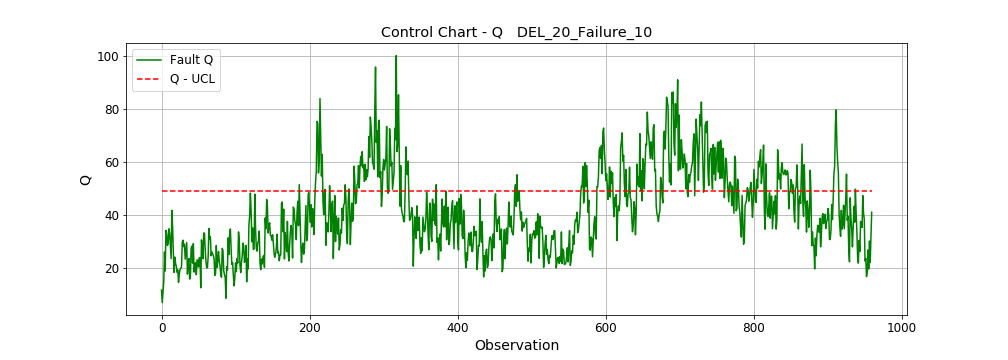 Control Chart - Q   DEL_20_Failure_10
Fault Q
Q - UCL
Q
100
80
60
40
20
0
200
400
600
800
1000
Observation